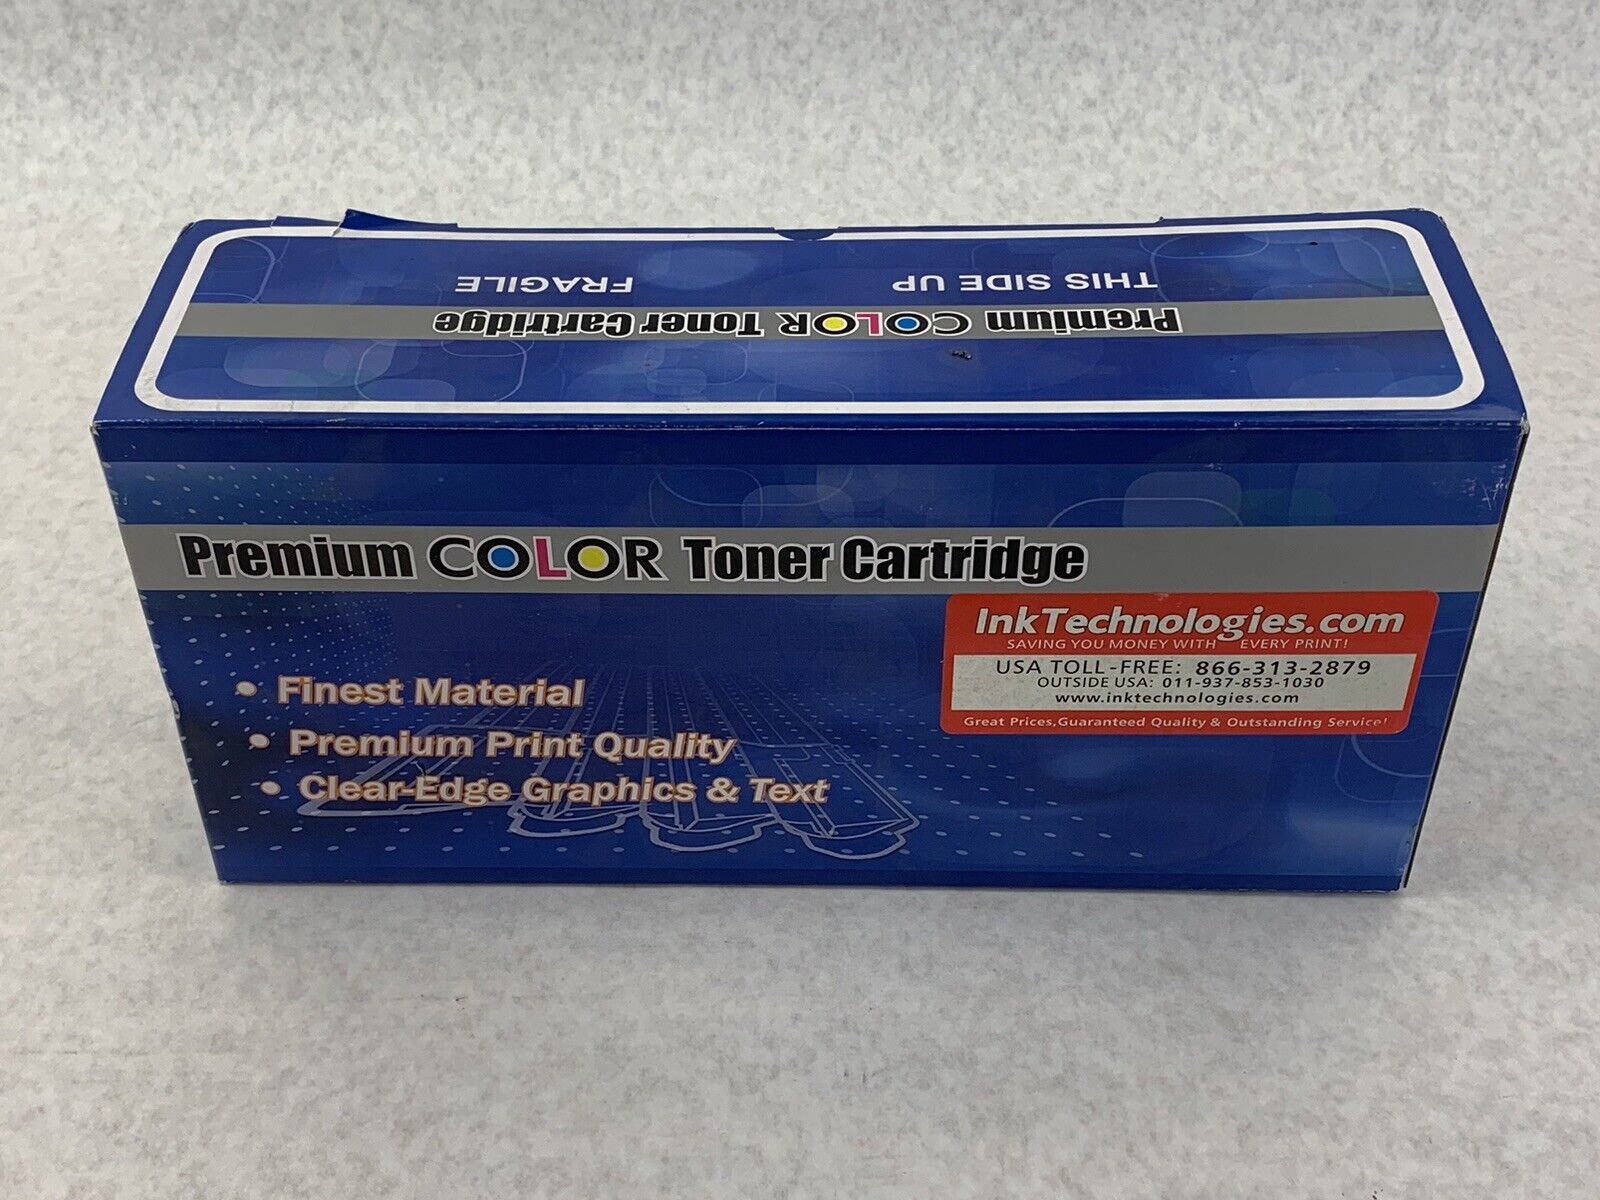 THIS SIDE UP FRAGILE
Premium COLOR Toner Cartridge
Premium COLOR Toner Cartridge
• Finest Material
• Premium Print Quality
• Clear-Edge Graphics & Text
InkTechnologies.com
SAVING YOU MONEY WITH EVERY PRINT!
USA TOLL-FREE: 866-313-2879
OUTSIDE USA: 011-937-853-1030
www.inktechnologies.com
Great Prices,Guaranteed Quality & Outstanding Service!